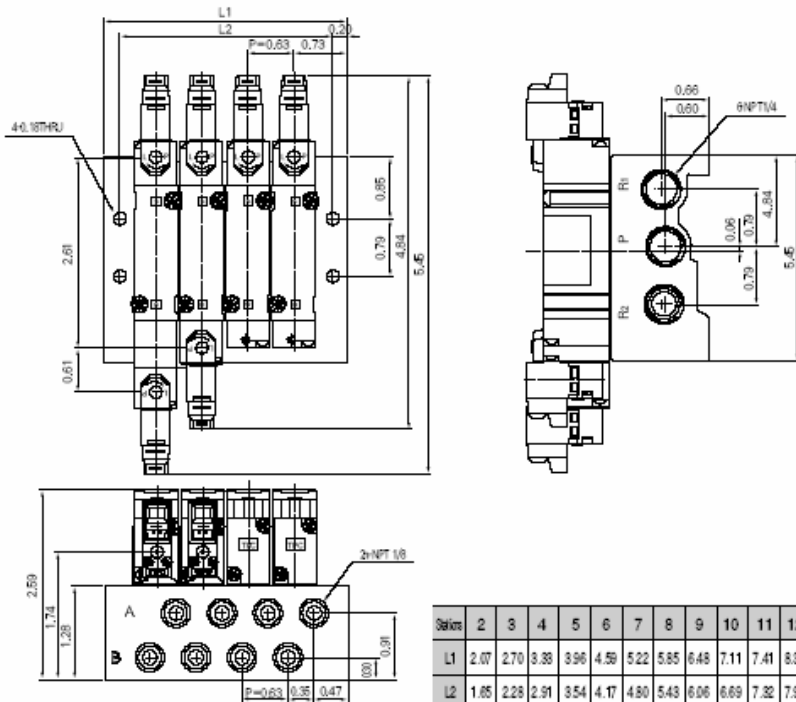 L1
L2
0.20
P=0.63
0.73
4-0.18THRU
2.61
0.61
0.85
0.79
4.84
5.45
0.66
0.60
6-NPT1/4
R1
P
R2
0.06
0.79
0.79
4.84
5.45
2.59
1.74
1.28
A
B
2n-NPT 1/8
0.91
P=0.63
0.35
0.47
Stations 2 3 4 5 6 7 8 9 10 11
L1 2.07 2.70 3.33 3.96 4.59 5.22 5.85 6.48 7.11 7.41
L2 1.65 2.28 2.91 3.54 4.17 4.80 5.43 6.06 6.69 7.32